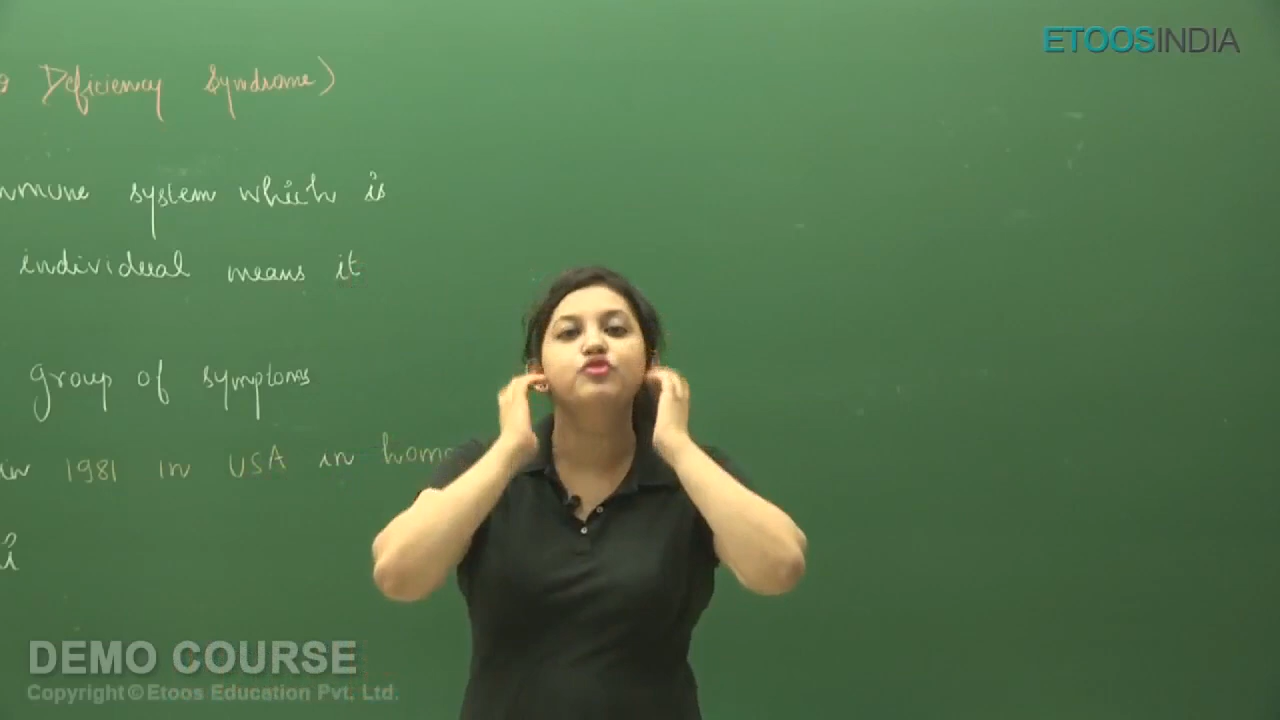 ETOOSINDIA
Deficiency Syndrome)
mmune system which is
individual means it
group of symptoms
in 1981 in USA in homo
DEMO COURSE
Copyright © Etoos Education Pvt. Ltd.